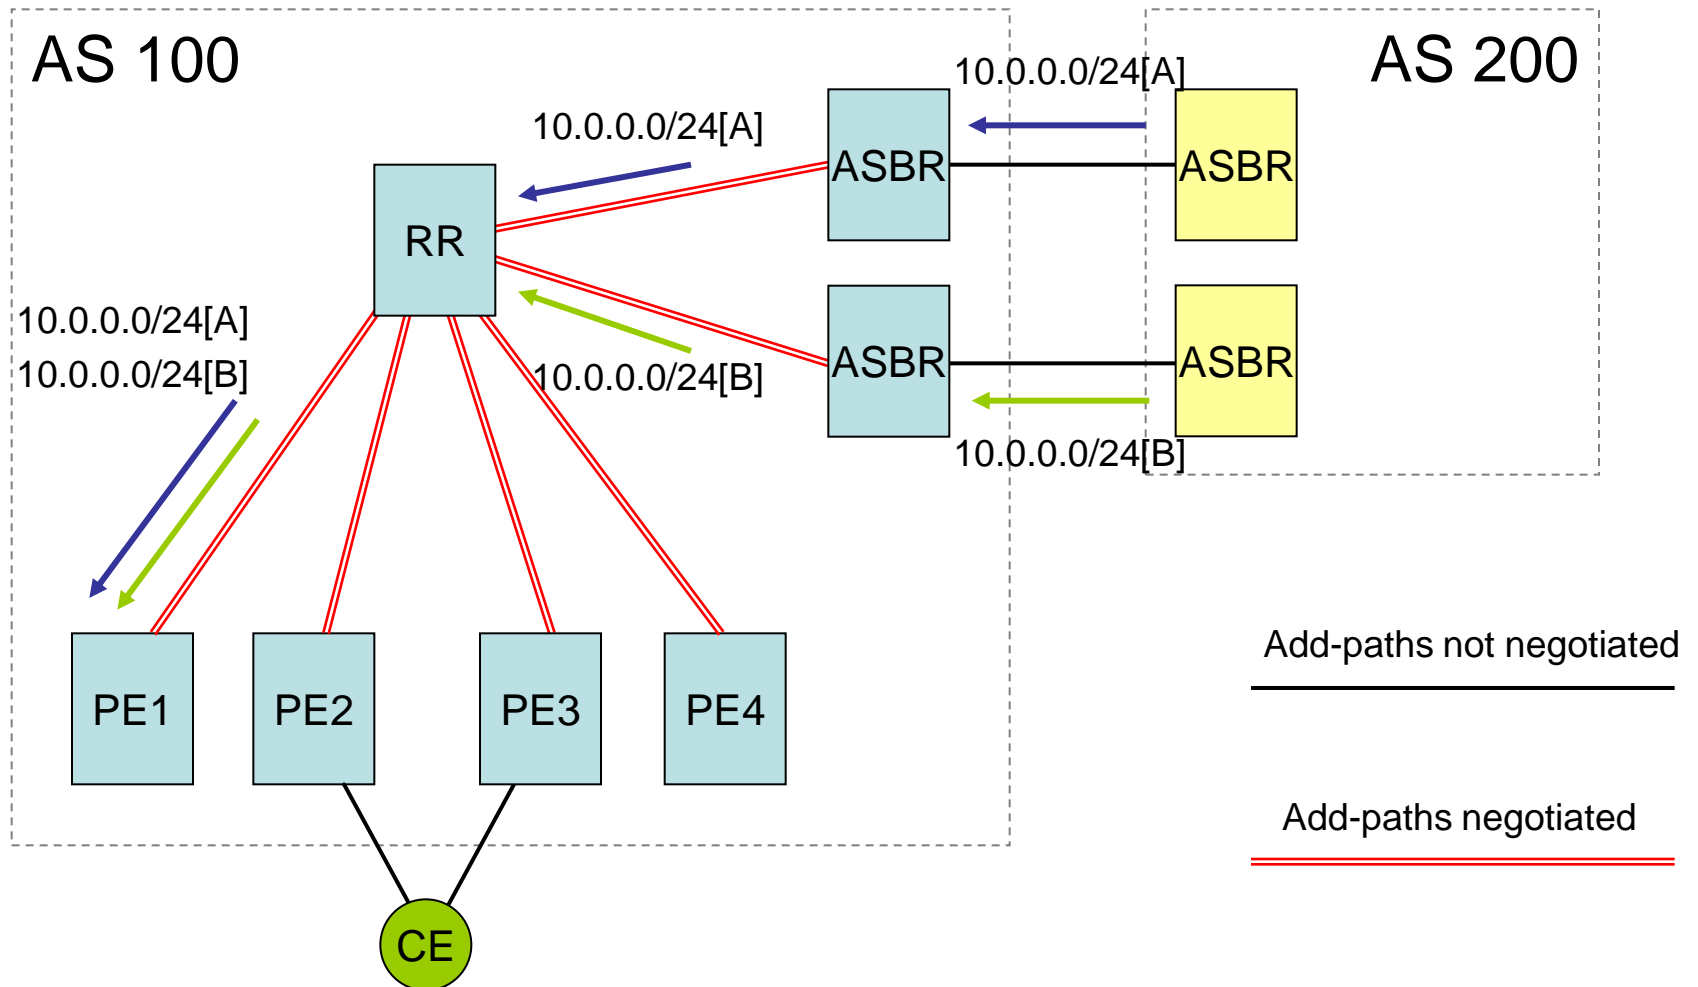 AS 100
AS 200
10.0.0.0/24[A]
10.0.0.0/24[A]
ASBR
ASBR
RR
10.0.0.0/24[A]
10.0.0.0/24[B]
10.0.0.0/24[B]
ASBR
ASBR
10.0.0.0/24[B]
PE1
PE2
PE3
PE4
Add-paths not negotiated
Add-paths negotiated
CE